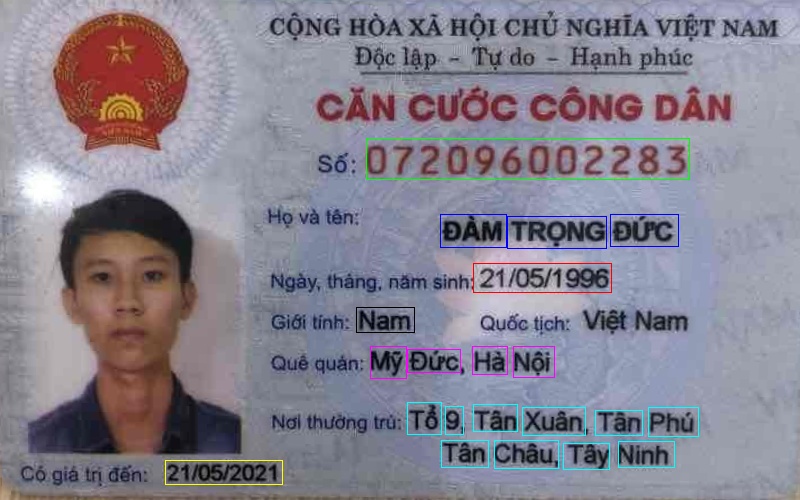 CỘNG HÒA XÃ HỘI CHỦ NGHĨA VIỆT NAM
Độc lập - Tự do - Hạnh phúc
CĂN CƯỚC CÔNG DÂN
Số: 072096002283
Họ và tên:
ĐÀM TRỌNG ĐỨC
Ngày, tháng, năm sinh: 21/05/1996
Giới tính: Nam Quốc tịch: Việt Nam
Quê quán: Mỹ Đức, Hà Nội
Nơi thường trú: Tổ 9, Tân Xuân, Tân Phú
Tân Châu, Tây Ninh
Có giá trị đến: 21/05/2021